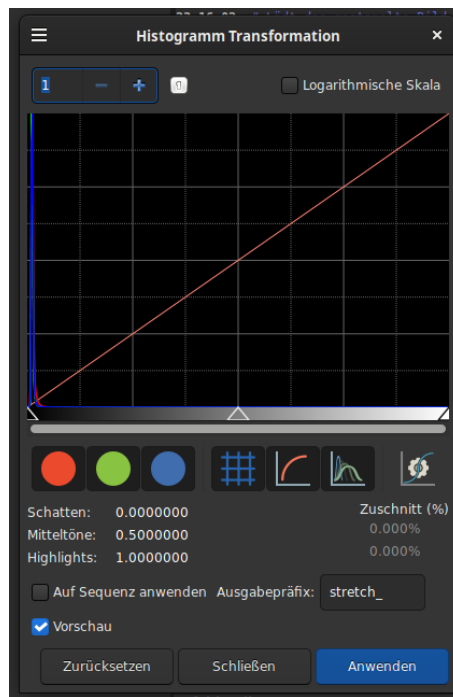 Histogramm Transformation
1
Logarithmische Skala
Schatten: 0.0000000
Zuschnitt (%)
Mitteltöne: 0.5000000
0.000%
Highlights: 1.0000000
0.000%
Auf Sequenz anwenden Ausgabepräfix: stretch_
Vorschau
Zurücksetzen Schließen Anwenden